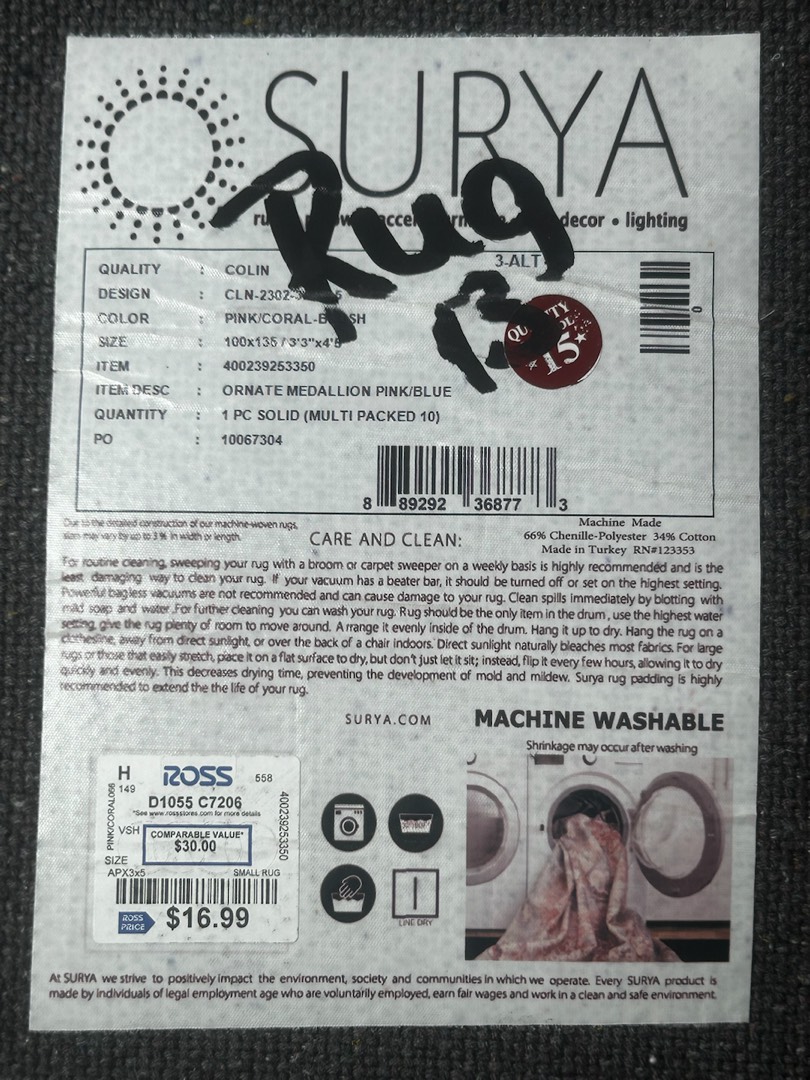 SURYA
Rug
decor • lighting
3-ALT
13
QUALITY : COLIN
DESIGN : CLN-2302-
COLOR : PINK/CORAL-B SH
SIZE : 100x135 / 3'3"x4'5
ITEM : 400239253350
ITEM DESC : ORNATE MEDALLION PINK/BLUE
QUANTITY : 1 PC SOLID (MULTI PACKED 10)
PO : 10067304
15
0
8 89292 36877 3
Due to the detailed construction of our machine-woven rugs,
sizes may vary by up to 3 % in width or length.
CARE AND CLEAN:
Machine Made
66% Chenille-Polyester 34% Cotton
Made in Turkey RN#123353
For routine cleaning, sweeping your rug with a broom or carpet sweeper on a weekly basis is highly recommended and is the
least damaging way to clean your rug. If your vacuum has a beater bar, it should be turned off or set on the highest setting.
Powerful bagless vacuums are not recommended and can cause damage to your rug. Clean spills immediately by blotting with
mild soap and water .For further cleaning you can wash your rug. Rug should be the only item in the drum , use the highest water
setting, give the rug plenty of room to move around. Arrange it evenly inside of the drum. Hang it up to dry. Hang the rug on a
clothesline, away from direct sunlight, or over the back of a chair indoors. Direct sunlight naturally bleaches most fabrics. For large
rugs or those that easily stretch, place it on a flat surface to dry, but don't just let it sit; instead, flip it every few hours, allowing it to dry
quickly and evenly. This decreases drying time, preventing the development of mold and mildew. Surya rug padding is highly
recommended to extend the the life of your rug.
SURYA.COM
MACHINE WASHABLE
Shrinkage may occur after washing
H ROSS 558
149
D1055 C7206
*See www.rossstores.com for more details
PINK/CORAL066
VSH
COMPARABLE VALUE*
$30.00
400239253350
SIZE
APX3x5 SMALL RUG
ROSS PRICE $16.99
LINE DRY
At SURYA we strive to positively impact the environment, society and communities in which we operate. Every SURYA product is
made by individuals of legal employment age who are voluntarily employed, earn fair wages and work in a clean and safe environment.